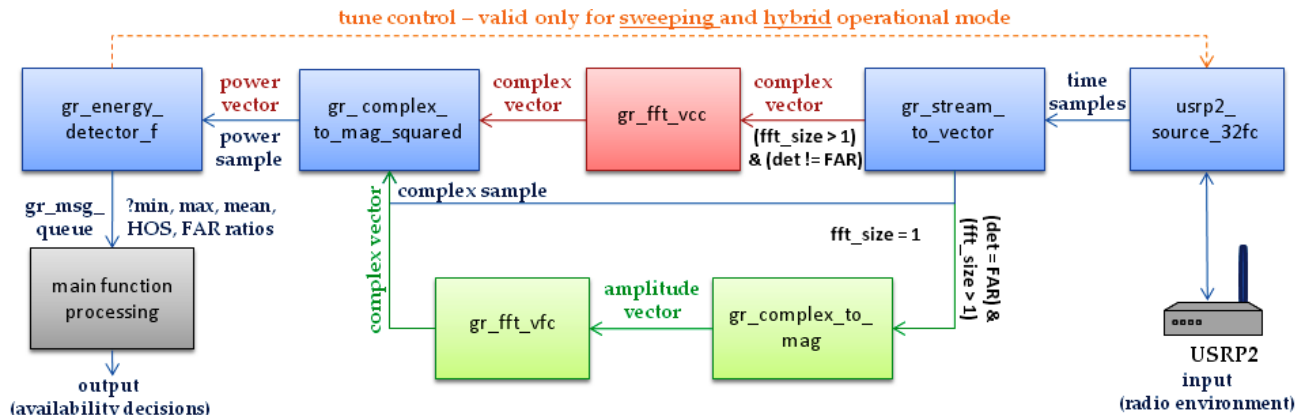 tune control – valid only for sweeping and hybrid operational mode
gr_energy_
detector_f
power
vector
power
sample
gr_complex_
to_mag_squared
complex
vector
gr_fft_vcc
complex
vector
(fft_size > 1)
& (det != FAR)
gr_stream_
to_vector
time
samples
usrp2_
source_32fc
complex sample
fft_size = 1
(det = FAR) &
(fft_size > 1)
complex vector
gr_msg_
queue
?min, max, mean,
HOS, FAR ratios
main function
processing
gr_fft_vfc
amplitude
vector
gr_complex_to_
mag
USRP2
output
(availability decisions)
input
(radio environment)